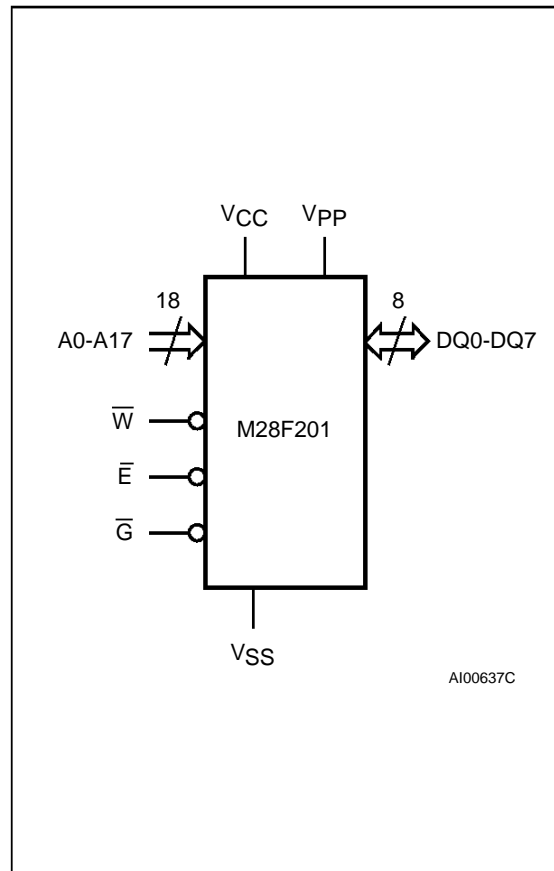 VCC VPP
18 8
A0-A17 DQ0-DQ7
W̅
M28F201
E̅
G̅
VSS
AI00637C